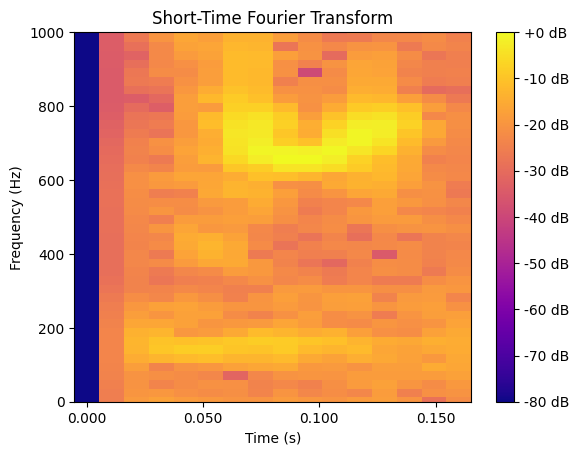 Short-Time Fourier Transform
1000
800
600
400
200
0
Frequency (Hz)
0.000
0.050
0.100
0.150
Time (s)
+0 dB
-10 dB
-20 dB
-30 dB
-40 dB
-50 dB
-60 dB
-70 dB
-80 dB